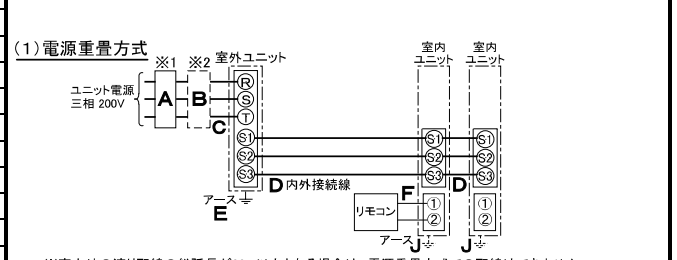 (1)電源重畳方式
※1 ※2 室外ユニット
室内ユニット
室内ユニット
ユニット電源
三相 200V
A
B
C
R
S
T
S1
S2
S3
D 内外接続線
アース
E
S1
S2
S3
D
S1
S2
S3
F
リモコン
①
②
①
②
アース J
J